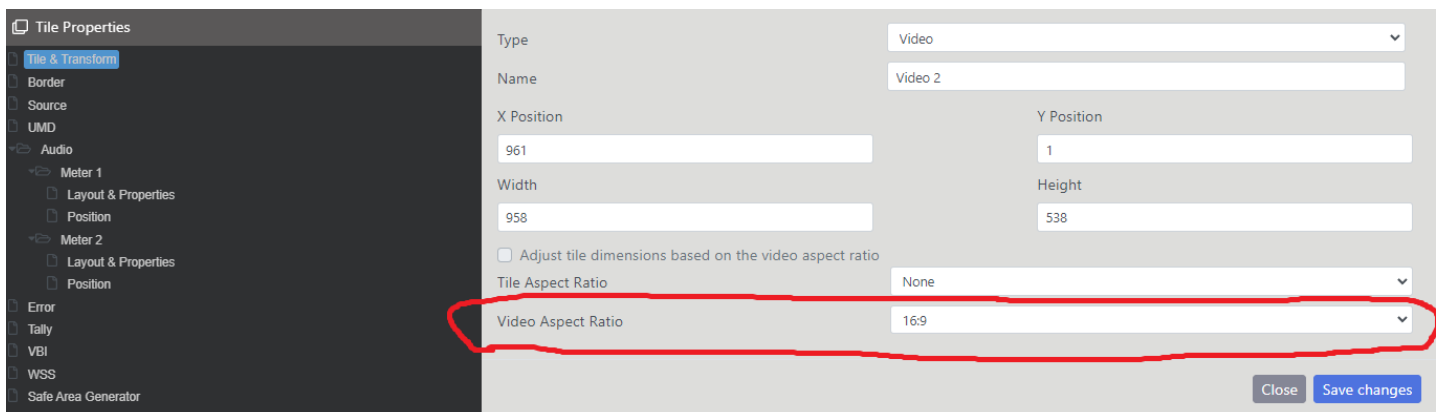 Tile Properties
Tile & Transform
Border
Source
UMD
Audio
Meter 1
Layout & Properties
Position
Meter 2
Layout & Properties
Position
Error
Tally
VBI
WSS
Safe Area Generator
Type Video
Name Video 2
X Position Y Position
961 1
Width Height
958 538
Adjust tile dimensions based on the video aspect ratio
Tile Aspect Ratio None
Video Aspect Ratio 16:9
Close Save changes